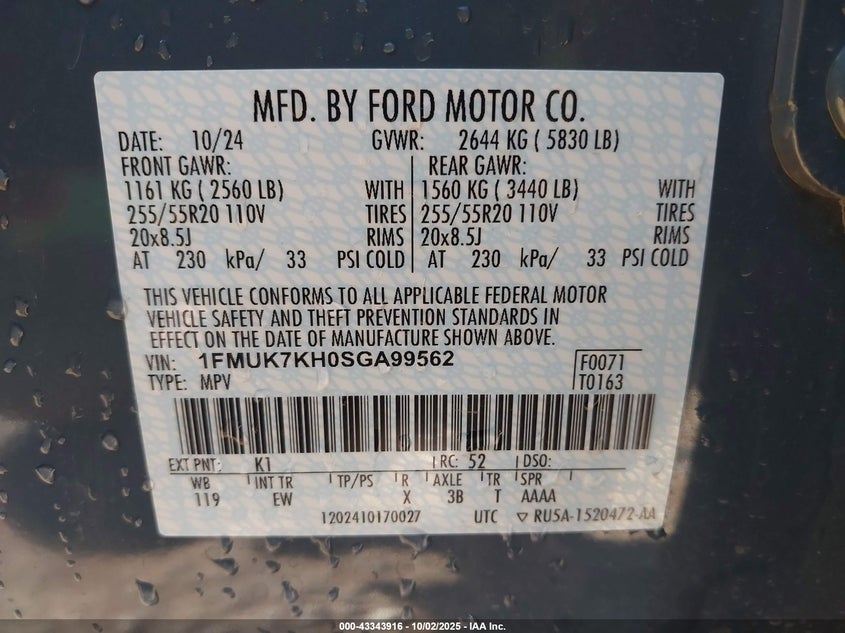 MFD. BY FORD MOTOR CO.
DATE: 10/24 GVWR: 2644 KG ( 5830 LB)
FRONT GAWR: REAR GAWR:
1161 KG ( 2560 LB) WITH 1560 KG ( 3440 LB) WITH
255/55R20 110V TIRES 255/55R20 110V TIRES
20x8.5J RIMS 20x8.5J RIMS
AT 230 kPa/ 33 PSI COLD AT 230 kPa/ 33 PSI COLD
THIS VEHICLE CONFORMS TO ALL APPLICABLE FEDERAL MOTOR
VEHICLE SAFETY AND THEFT PREVENTION STANDARDS IN
EFFECT ON THE DATE OF MANUFACTURE SHOWN ABOVE.
VIN: 1FMUK7KH0SGA99562 F0071
TYPE: MPV T0163
EXT PNT: K1 RC: 52 DSO:
WB INT TR TP/PS R AXLE TR SPR
119 EW X 3B T AAAA
1202410170027 UTC ▽ RU5A-1520472-AA
000-43343916 - 10/02/2025 - IAA Inc.